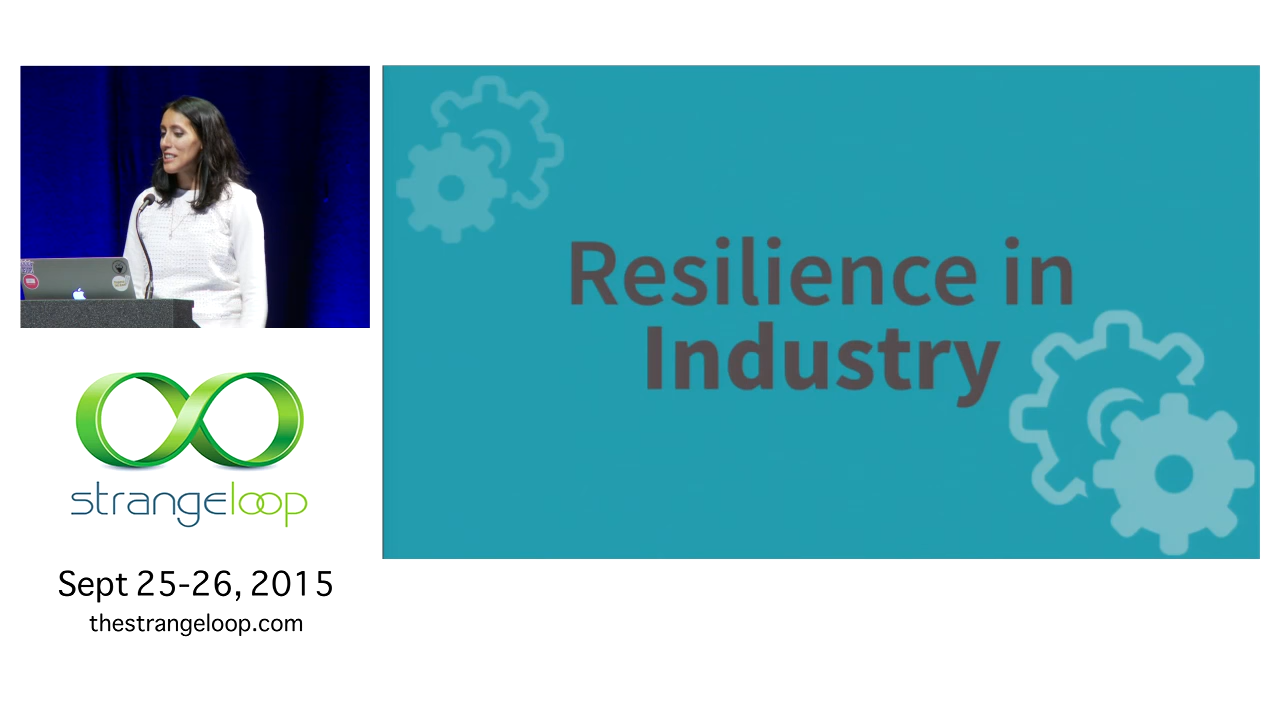 Resilience in
Industry
strangeloop
Sept 25-26, 2015
thestrangeloop.com